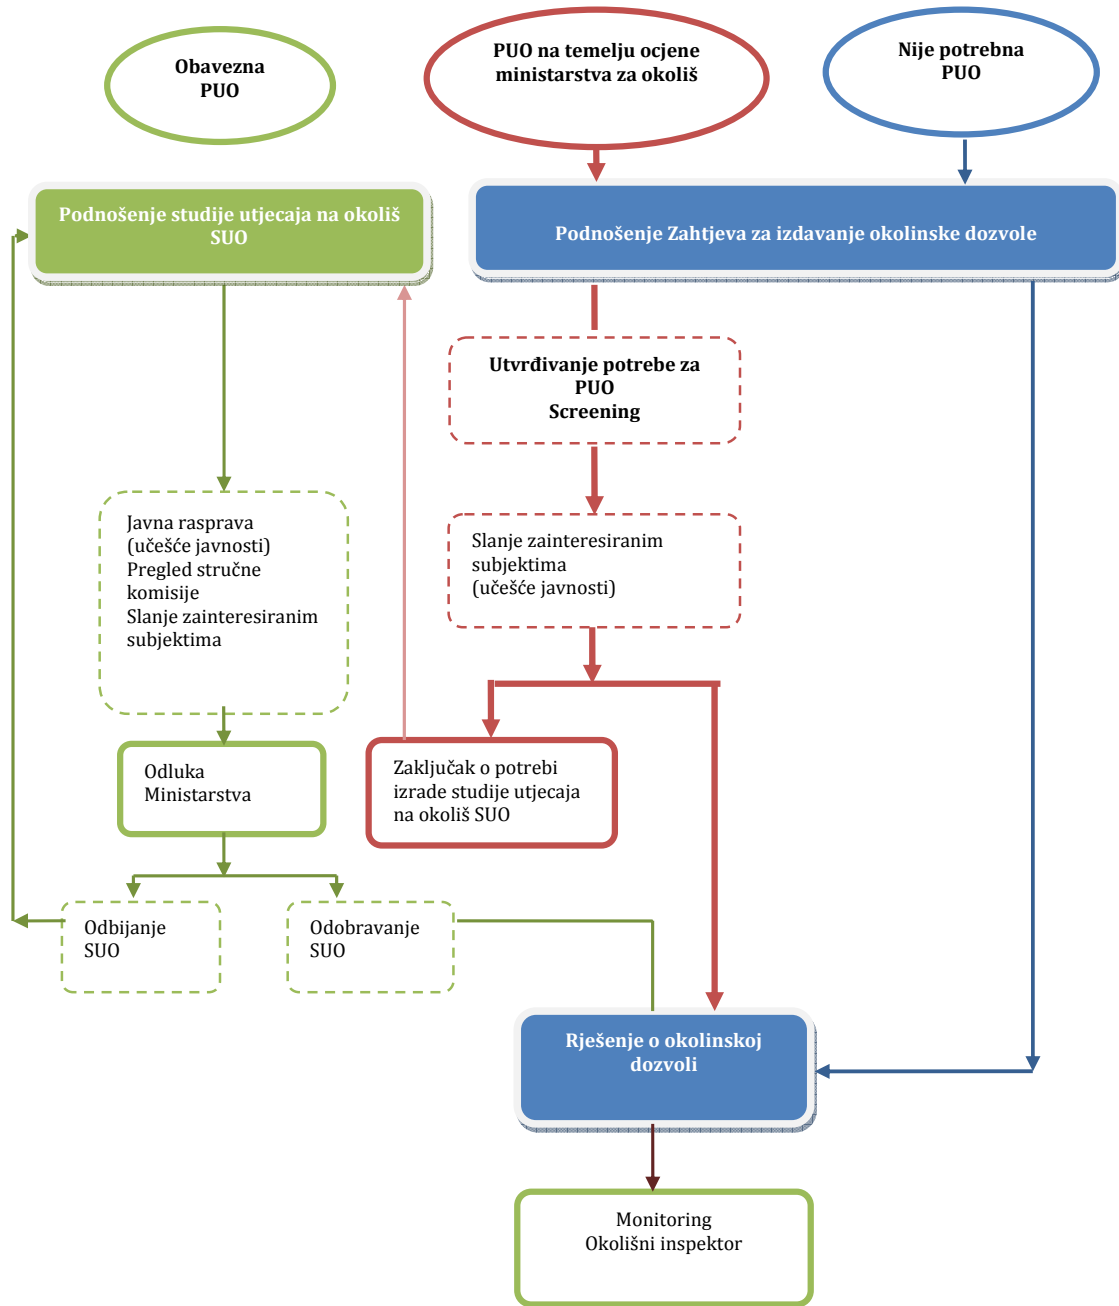 Obavezna
PUO
PUO na temelju ocjene
ministarstva za okoliš
Nije potrebna
PUO
Podnošenje studije utjecaja na okoliš
SUO
Podnošenje Zahtjeva za izdavanje okolinske dozvole
Utvrđivanje potrebe za
PUO
Screening
Javna rasprava
(učešće javnosti)
Pregled stručne
komisije
Slanje zainteresiranim
subjektima
Slanje zainteresiranim
subjektima
(učešće javnosti)
Odluka
Ministarstva
Zaključak o potrebi
izrade studije utjecaja
na okoliš SUO
Odbijanje
SUO
Odobravanje
SUO
Rješenje o okolinskoj
dozvoli
Monitoring
Okolišni inspektor